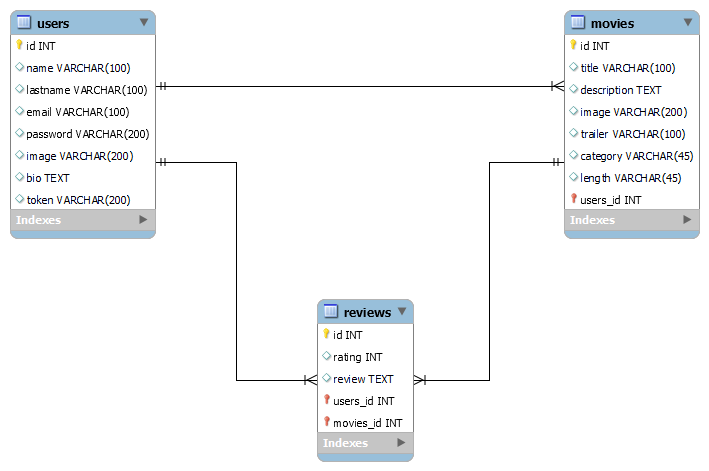 users
id INT
name VARCHAR(100)
lastname VARCHAR(100)
email VARCHAR(100)
password VARCHAR(200)
image VARCHAR(200)
bio TEXT
token VARCHAR(200)
Indexes
movies
id INT
title VARCHAR(100)
description TEXT
image VARCHAR(200)
trailer VARCHAR(100)
category VARCHAR(45)
length VARCHAR(45)
users_id INT
Indexes
reviews
id INT
rating INT
review TEXT
users_id INT
movies_id INT
Indexes